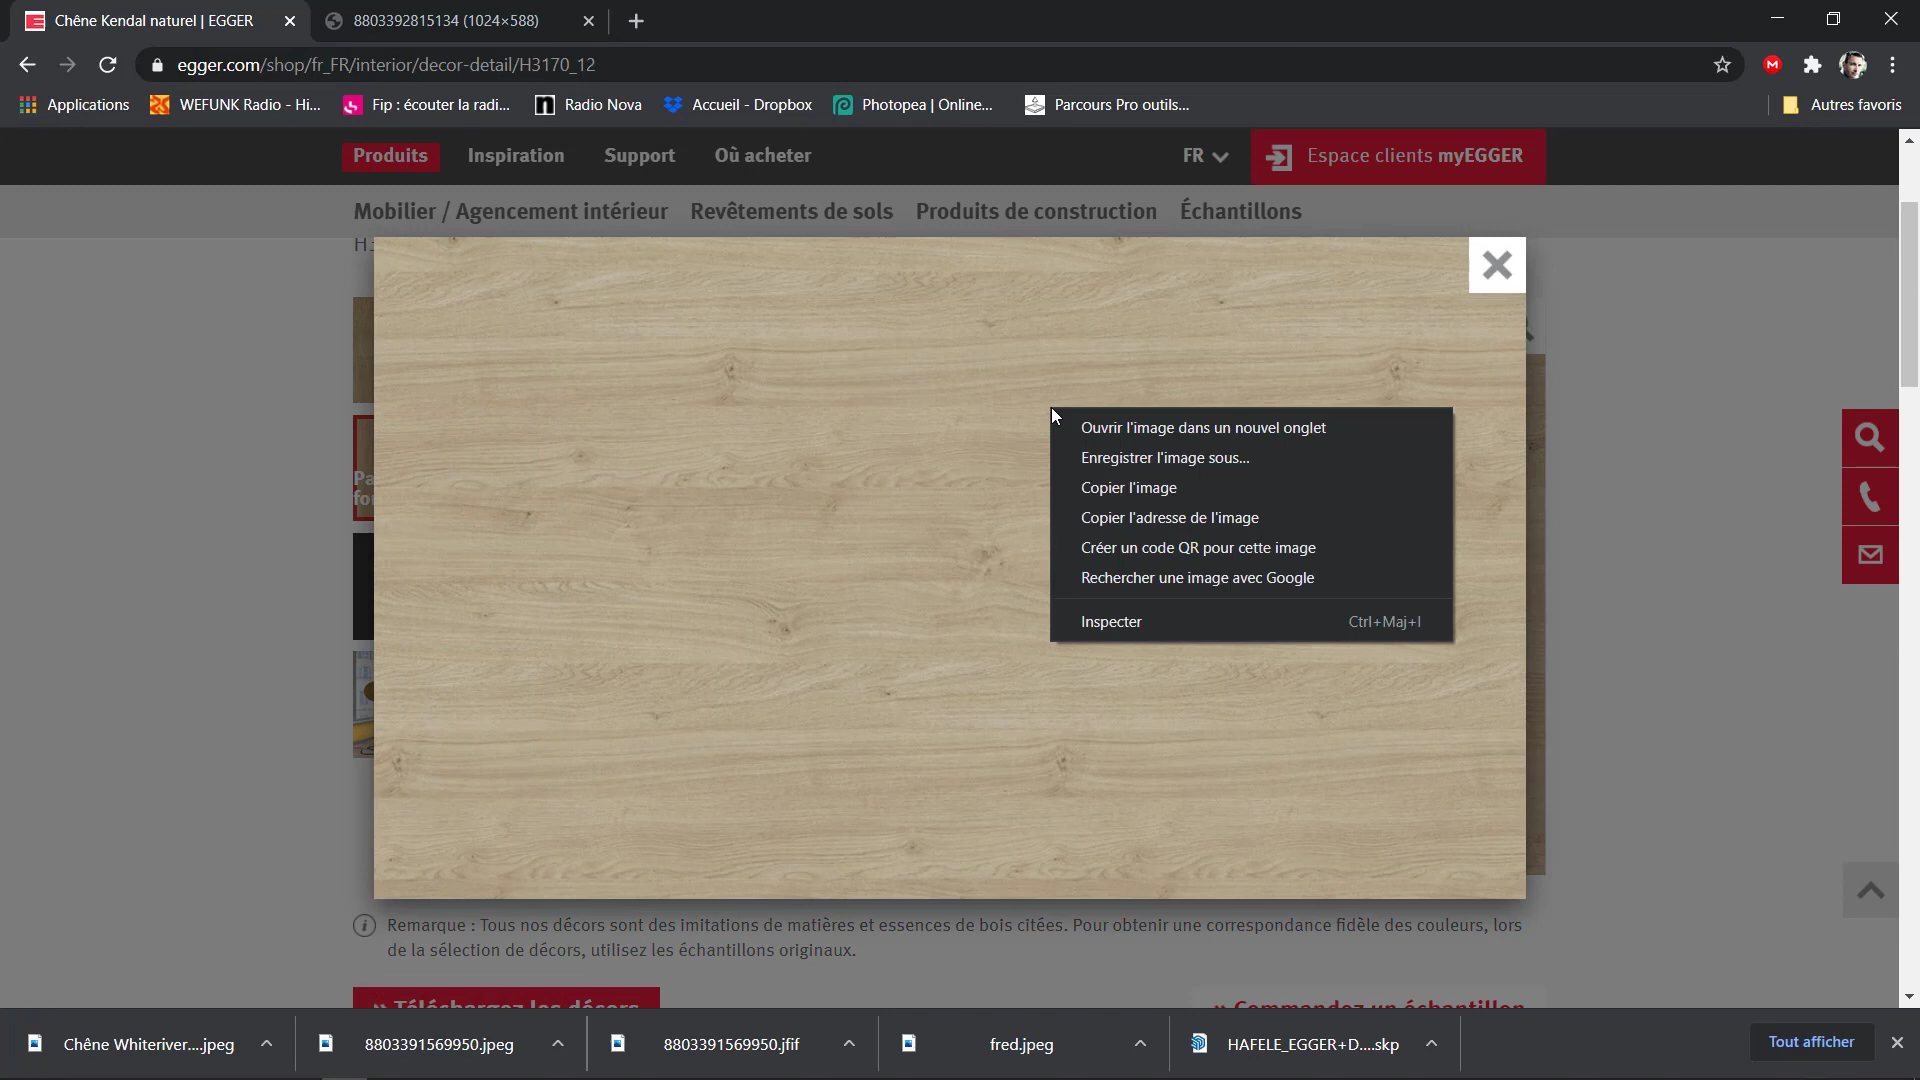 Chêne Kendal naturel | EGGER
8803392815134 (1024×588)
egger.com/shop/fr_FR/interior/decor-detail/H3170_12
Applications
WEFUNK Radio - Hi...
Fip : écouter la radi...
Radio Nova
Accueil - Dropbox
Photopea | Online...
Parcours Pro outils...
Autres favoris
Produits
Inspiration
Support
Où acheter
FR
Espace clients myEGGER
Mobilier / Agencement intérieur
Revêtements de sols
Produits de construction
Échantillons
Ouvrir l'image dans un nouvel onglet
Enregistrer l'image sous...
Copier l'image
Copier l'adresse de l'image
Créer un code QR pour cette image
Rechercher une image avec Google
Inspecter Ctrl+Maj+I
Remarque : Tous nos décors sont des imitations de matières et essences de bois citées. Pour obtenir une correspondance fidèle des couleurs, lors
de la sélection de décors, utilisez les échantillons originaux.
» Téléchargez les décors
» Commandez un échantillon
Chêne Whiteriver....jpeg
8803391569950.jpeg
8803391569950.jfif
fred.jpeg
HAFELE_EGGER+D....skp
Tout afficher